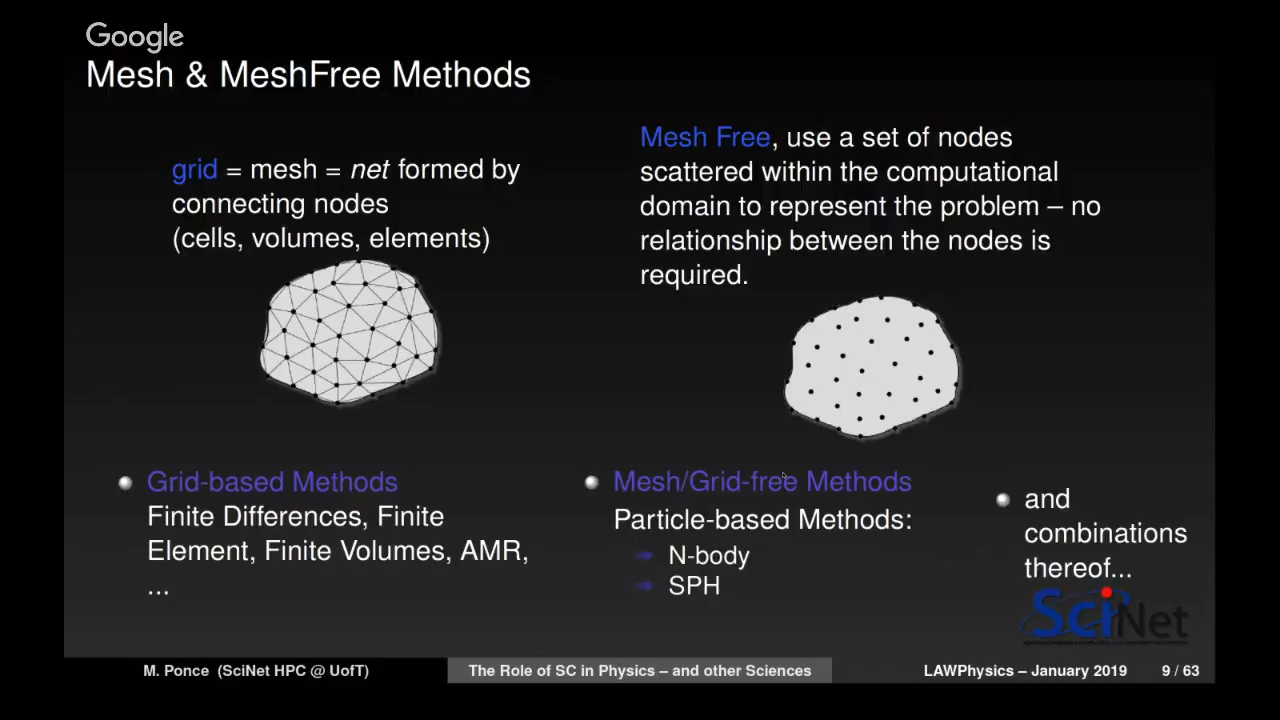 Google
Mesh & MeshFree Methods
grid = mesh = net formed by
connecting nodes
(cells, volumes, elements)
Mesh Free, use a set of nodes
scattered within the computational
domain to represent the problem – no
relationship between the nodes is
required.
Grid-based Methods
Finite Differences, Finite
Element, Finite Volumes, AMR,
...
Mesh/Grid-free Methods
Particle-based Methods:
N-body
SPH
and
combinations
thereof...
SciNet
M. Ponce (SciNet HPC @ UofT)
The Role of SC in Physics – and other Sciences
LAWPhysics – January 2019
9 / 63